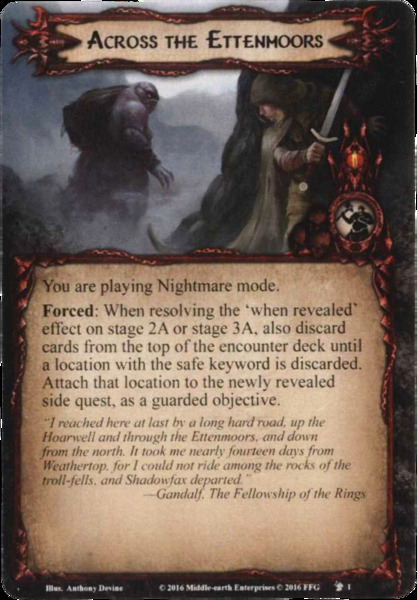 ACROSS THE ETTENMOORS
You are playing Nightmare mode.
Forced: When resolving the ‘when revealed’
effect on stage 2A or stage 3A, also discard
cards from the top of the encounter deck until
a location with the safe keyword is discarded.
Attach that location to the newly revealed
side quest, as a guarded objective.
“I reached here at last by a long hard road, up the
Hoarwell and through the Ettenmoors, and down
from the north. It took me nearly fourteen days from
Weathertop, for I could not ride among the rocks of the
troll-fells, and Shadowfax departed.”
—Gandalf, The Fellowship of the Rings
Illus. Anthony Devine © 2016 Middle-earth Enterprises © 2016 FFG 1